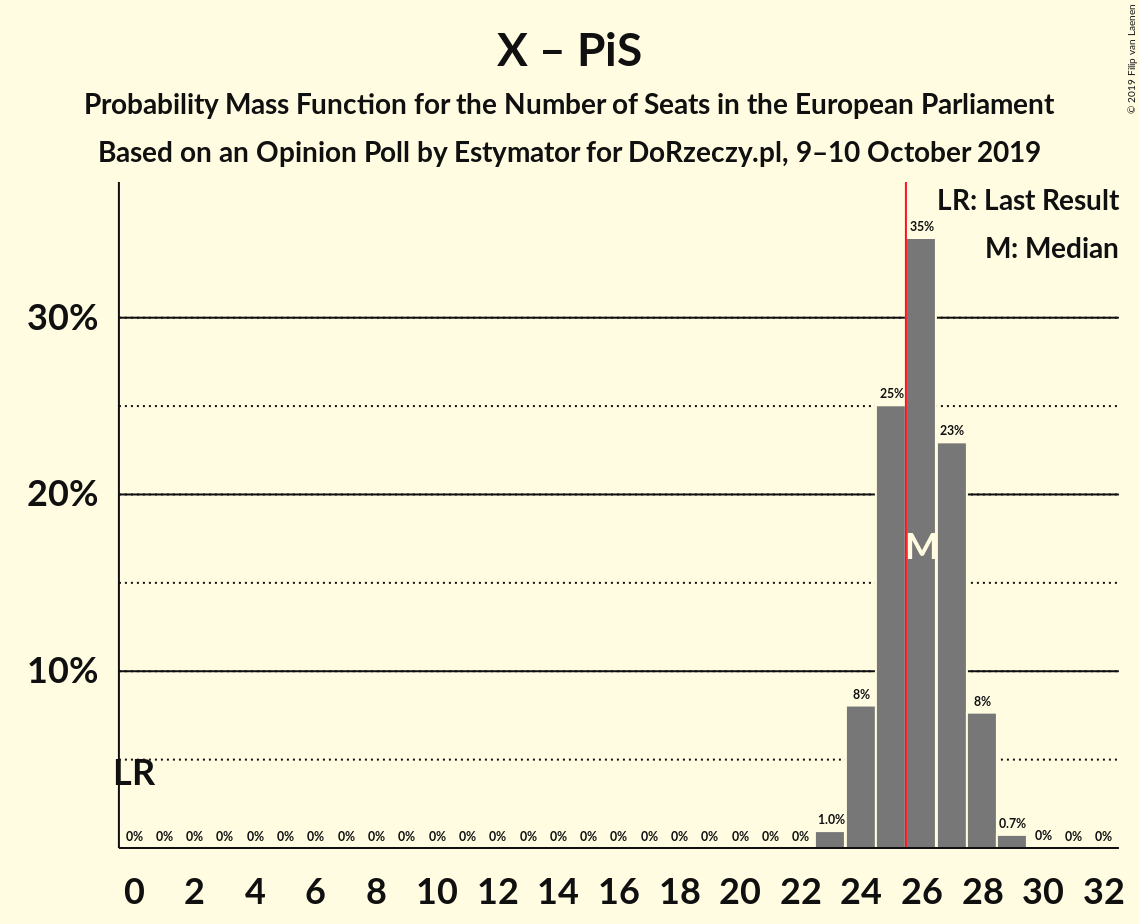 X – PiS
Probability Mass Function for the Number of Seats in the European Parliament
Based on an Opinion Poll by Estymator for DoRzeczy.pl, 9–10 October 2019
© 2019 Filip van Laenen
LR: Last Result
M: Median
30%
20%
10%
LR
M
0% 0% 0% 0% 0% 0% 0% 0% 0% 0% 0% 0% 0% 0% 0% 0% 0% 0% 0% 0% 0% 0% 0% 1.0% 8% 25% 35% 23% 8% 0.7% 0% 0% 0%
0 2 4 6 8 10 12 14 16 18 20 22 24 26 28 30 32